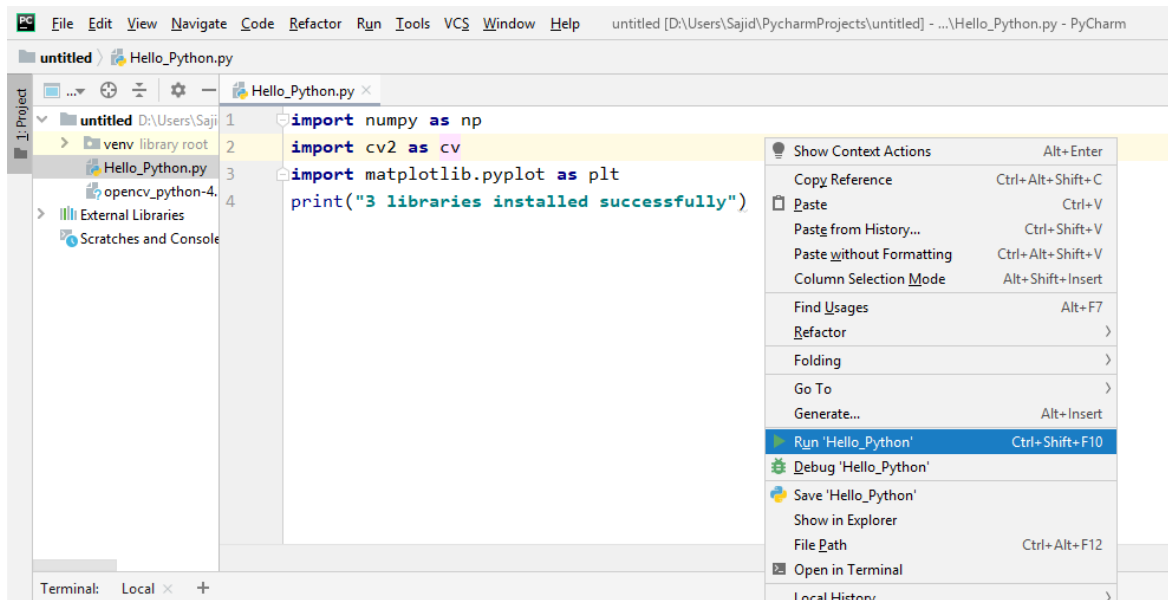 PC File Edit View Navigate Code Refactor Run Tools VCS Window Help untitled [D:\Users\Sajid\PycharmProjects\untitled] - ...\Hello_Python.py - PyCharm
untitled Hello_Python.py
1: Project
...
Hello_Python.py
untitled D:\Users\Saji
venv library root
Hello_Python.py
opencv_python-4.
External Libraries
Scratches and Console
1 import numpy as np
2 import cv2 as cv
3 import matplotlib.pyplot as plt
4 print("3 libraries installed successfully")
Show Context Actions Alt+Enter
Copy Reference Ctrl+Alt+Shift+C
Paste Ctrl+V
Paste from History... Ctrl+Shift+V
Paste without Formatting Ctrl+Alt+Shift+V
Column Selection Mode Alt+Shift+Insert
Find Usages Alt+F7
Refactor
Folding
Go To
Generate... Alt+Insert
Run 'Hello_Python' Ctrl+Shift+F10
Debug 'Hello_Python'
Save 'Hello_Python'
Show in Explorer
File Path Ctrl+Alt+F12
Open in Terminal
Local History
Terminal: Local